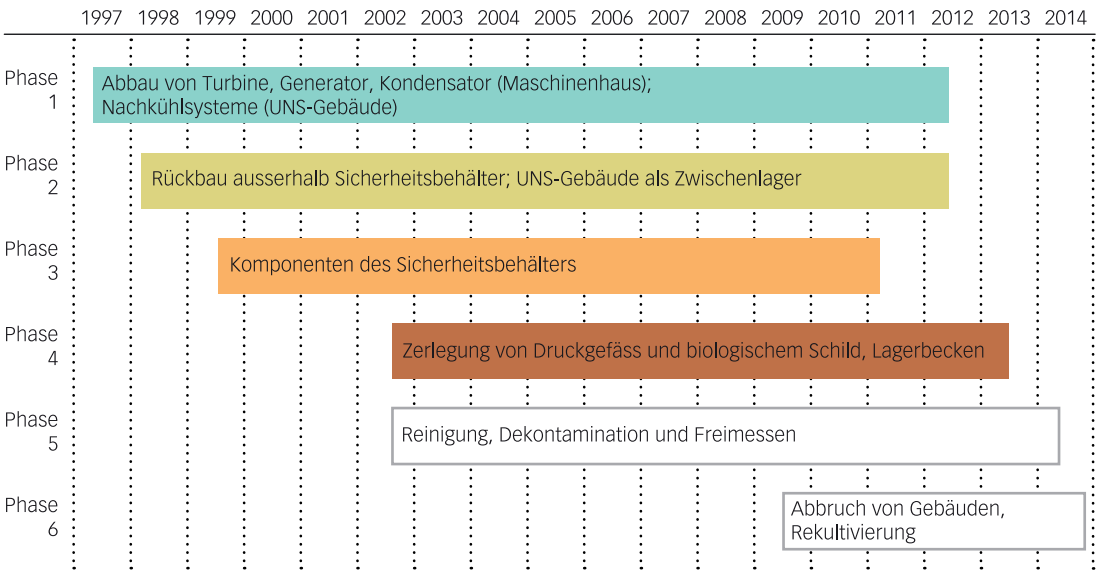 1997 1998 1999 2000 2001 2002 2003 2004 2005 2006 2007 2008 2009 2010 2011 2012 2013 2014
Phase
1
Abbau von Turbine, Generator, Kondensator (Maschinenhaus);
Nachkühlsysteme (UNS-Gebäude)
Phase
2
Rückbau ausserhalb Sicherheitsbehälter; UNS-Gebäude als Zwischenlager
Phase
3
Komponenten des Sicherheitsbehälters
Phase
4
Zerlegung von Druckgefäss und biologischem Schild, Lagerbecken
Phase
5
Reinigung, Dekontamination und Freimessen
Phase
6
Abbruch von Gebäuden,
Rekultivierung